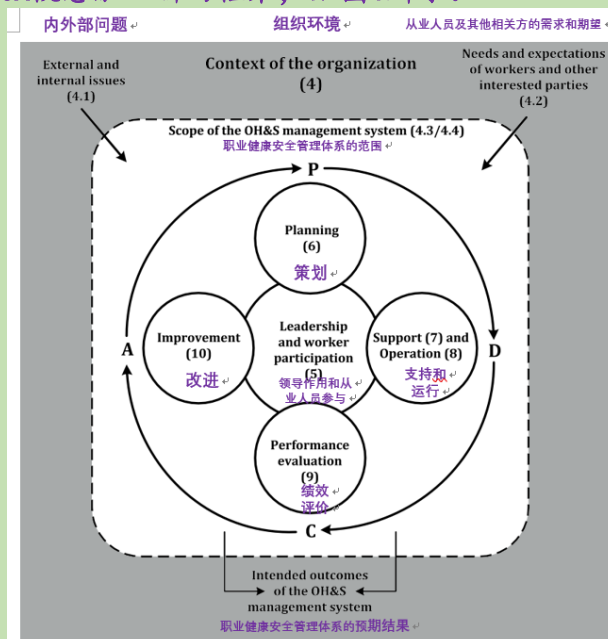 内外部问题
组织环境
从业人员及其他相关方的需求和期望
External and
internal issues
(4.1)
Context of the organization
(4)
Needs and expectations
of workers and other
interested parties
(4.2)
Scope of the OH&S management system (4.3/4.4)
职业健康安全管理体系的范围
P
Planning
(6)
策划
A
Improvement
(10)
改进
Leadership
and worker
participation
(5)
领导作用和从
业人员参与
Support (7) and
Operation (8)
支持和
运行
D
Performance
evaluation
(9)
绩效
评价
C
Intended outcomes
of the OH&S
management system
职业健康安全管理体系的预期结果